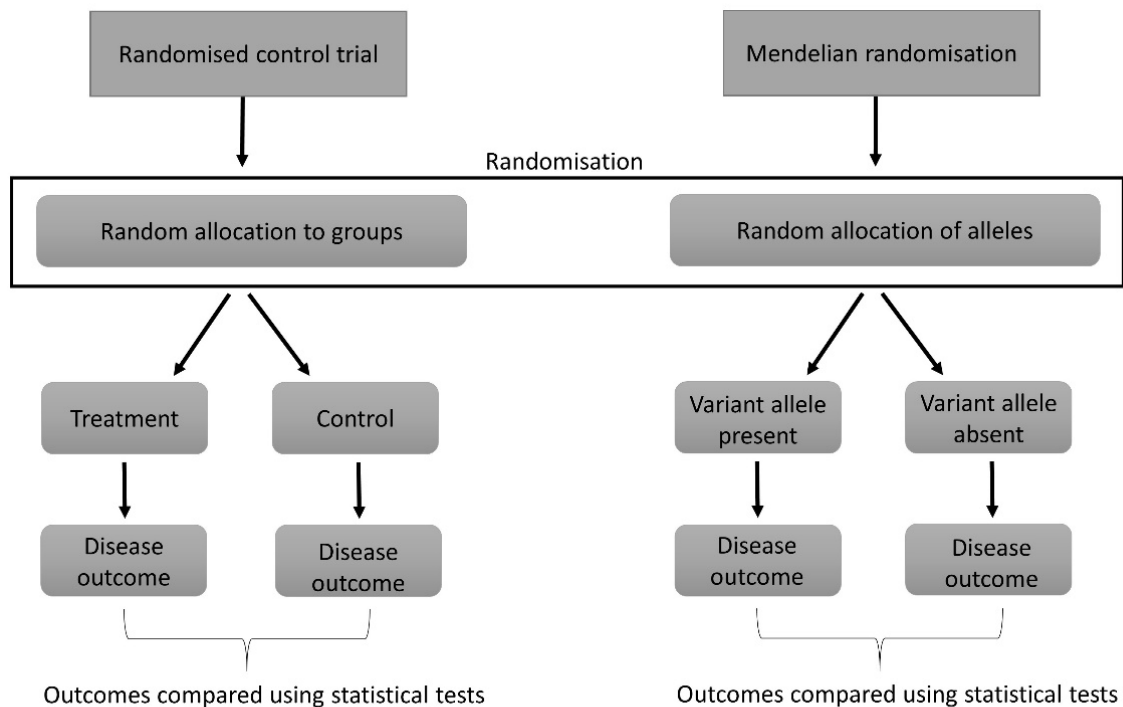 Randomised control trial
Mendelian randomisation
Randomisation
Random allocation to groups
Random allocation of alleles
Treatment
Control
Variant allele
present
Variant allele
absent
Disease
outcome
Disease
outcome
Disease
outcome
Disease
outcome
Outcomes compared using statistical tests
Outcomes compared using statistical tests